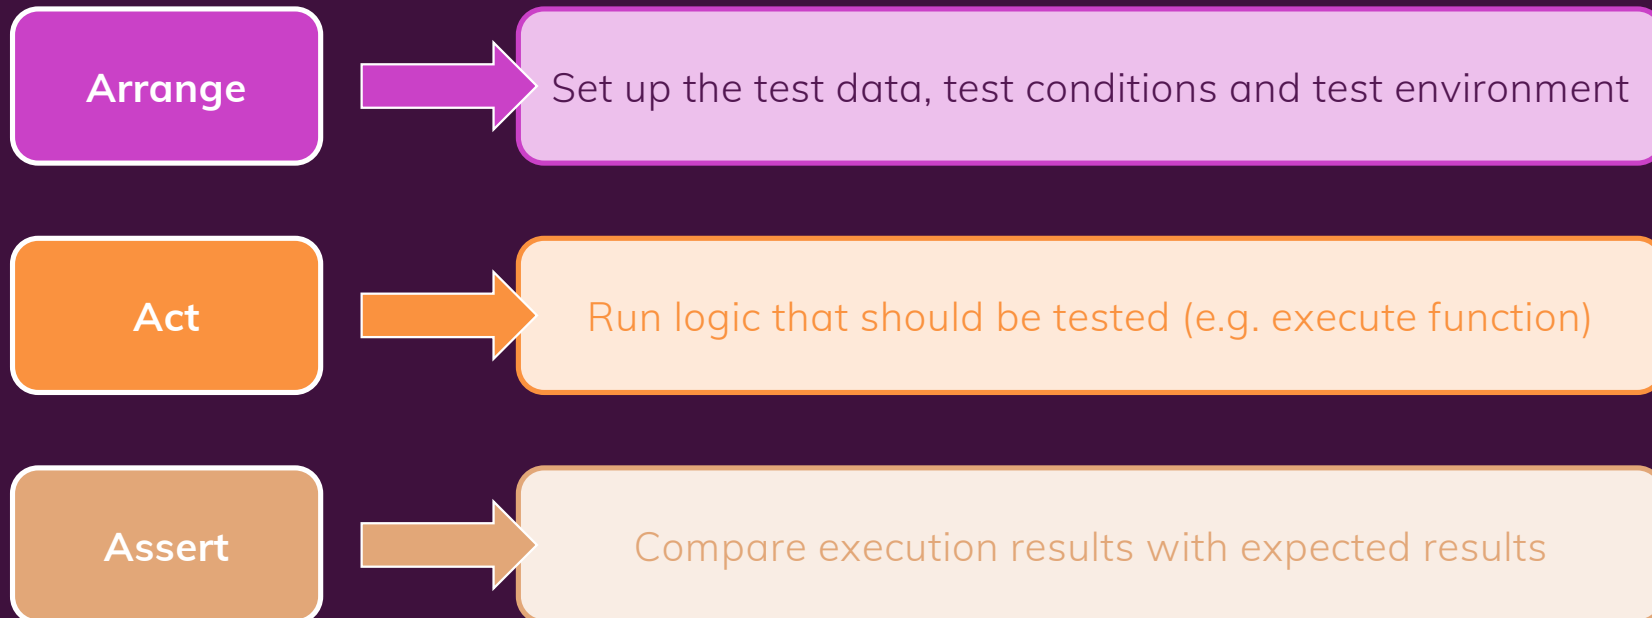 Arrange
Set up the test data, test conditions and test environment
Act
Run logic that should be tested (e.g. execute function)
Assert
Compare execution results with expected results